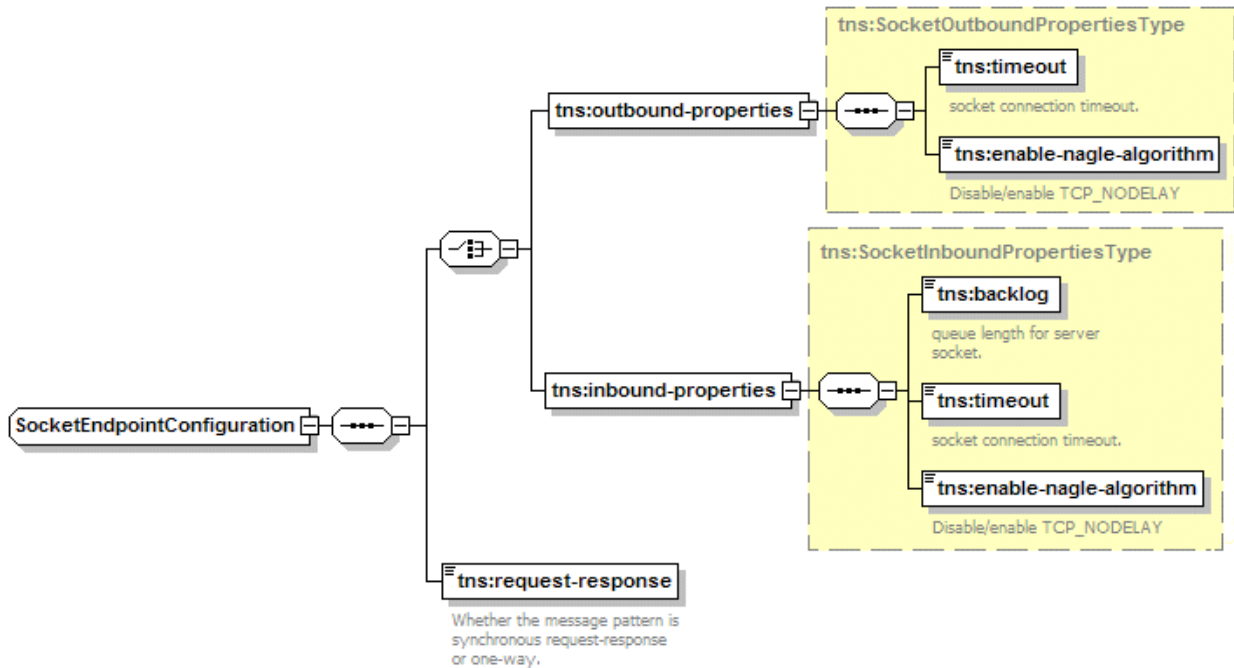 tns:SocketOutboundPropertiesType
tns:timeout
socket connection timeout.
tns:outbound-properties
tns:enable-nagle-algorithm
Disable/enable TCP_NODELAY
tns:SocketInboundPropertiesType
tns:backlog
queue length for server
socket.
tns:inbound-properties
tns:timeout
socket connection timeout.
SocketEndpointConfiguration
tns:enable-nagle-algorithm
Disable/enable TCP_NODELAY
tns:request-response
Whether the message pattern is
synchronous request-response
or one-way.